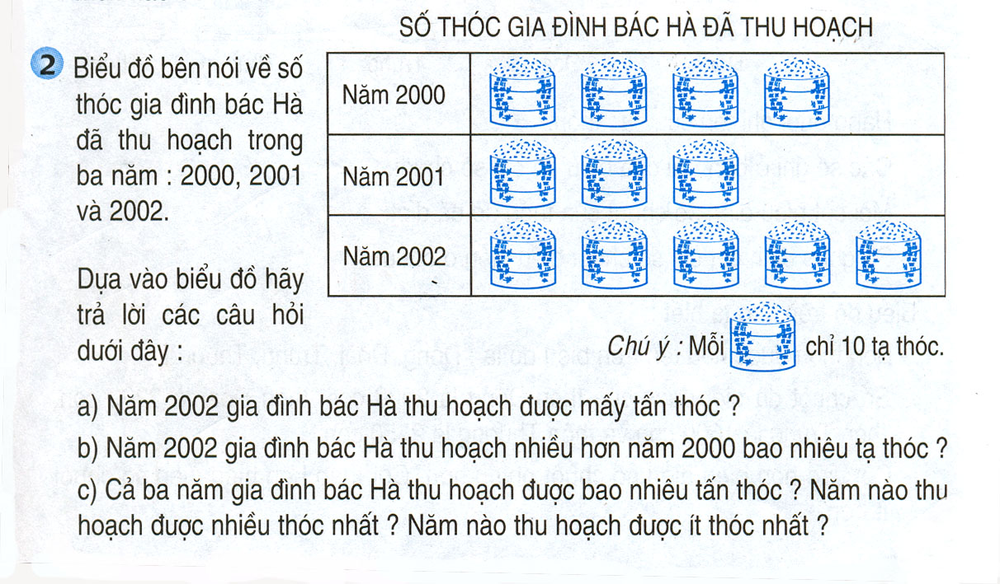 SỐ THÓC GIA ĐÌNH BÁC HÀ ĐÃ THU HOẠCH
2 Biểu đồ bên nói về số
thóc gia đình bác Hà
đã thu hoạch trong
ba năm : 2000, 2001
và 2002.
Dựa vào biểu đồ hãy
trả lời các câu hỏi
dưới đây :
Năm 2000
Năm 2001
Năm 2002
Chú ý : Mỗi chỉ 10 tạ thóc.
a) Năm 2002 gia đình bác Hà thu hoạch được mấy tấn thóc ?
b) Năm 2002 gia đình bác Hà thu hoạch nhiều hơn năm 2000 bao nhiêu tạ thóc ?
c) Cả ba năm gia đình bác Hà thu hoạch được bao nhiêu tấn thóc ? Năm nào thu
hoạch được nhiều thóc nhất ? Năm nào thu hoạch được ít thóc nhất ?